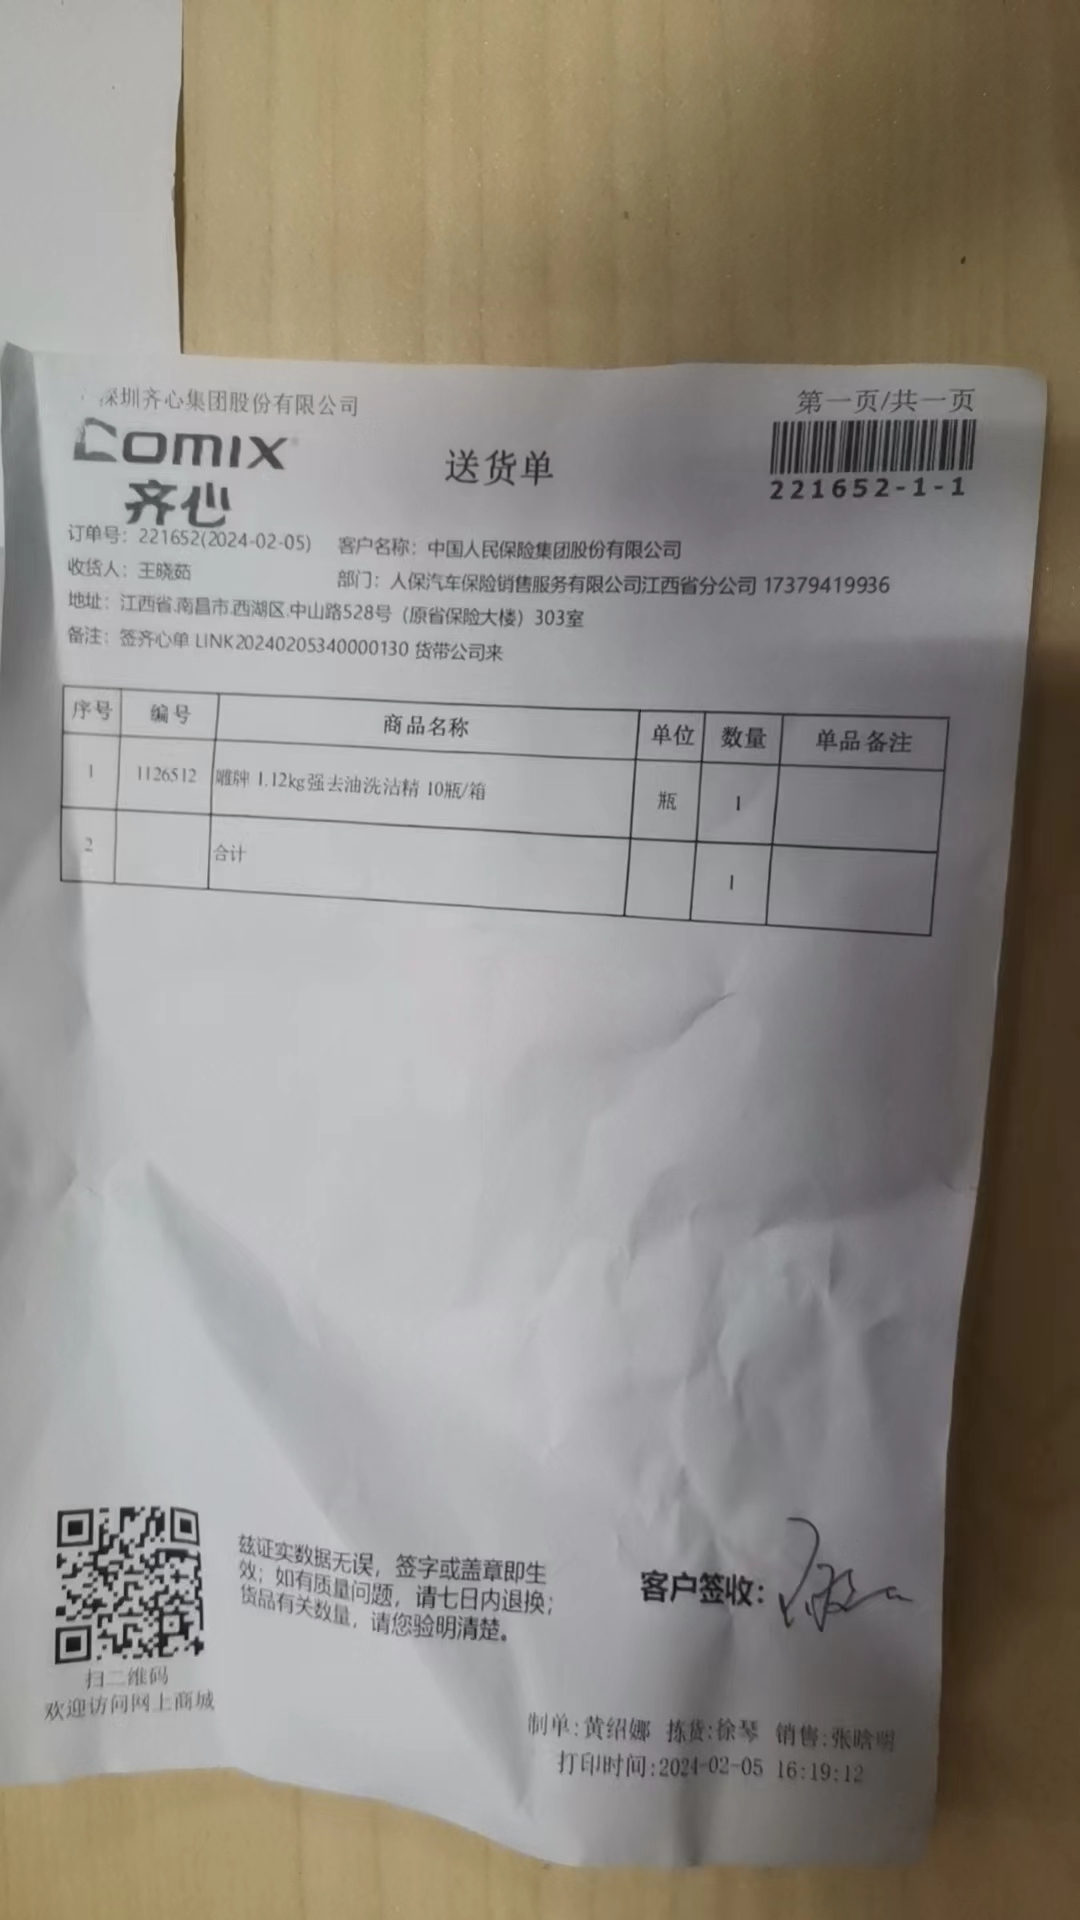 深圳齐心集团股份有限公司
第一页/共一页
COMIX
齐心
送货单
221652-1-1
订单号：221652(2024-02-05) 客户名称：中国人民保险集团股份有限公司
收货人：王晓茹 部门：人保汽车保险销售服务有限公司江西省分公司 17379419936
地址：江西省.南昌市.西湖区.中山路528号（原省保险大楼）303室
备注：签齐心单 LINK20240205340000130 货带公司来
序号 编号 商品名称 单位 数量 单品备注
1 1126512 雕牌 1.12kg强去油洗沾精 10瓶/箱 瓶 1
2 合计 1
兹证实数据无误，签字或盖章即生
效；如有质量问题，请七日内退换；
货品有关数量，请您验明清楚。
客户签收：
扫二维码
欢迎访问网上商城
制单:黄绍娜 拣货:徐琴 销售:张晗明
打印时间:2024-02-05 16:19:12